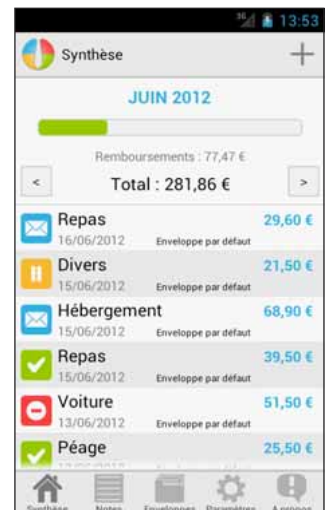 3G 13:53
Synthèse
JUIN 2012
Remboursements : 77,47 €
< Total : 281,86 € >
Repas 29,60 €
16/06/2012 Enveloppe par défaut
Divers 21,50 €
15/06/2012 Enveloppe par défaut
Hébergement 68,90 €
15/06/2012 Enveloppe par défaut
Repas 39,50 €
15/06/2012 Enveloppe par défaut
Voiture 51,50 €
13/06/2012 Enveloppe par défaut
Péage 25,50 €
Synthèse Notes Enveloppes Paramètres A propos